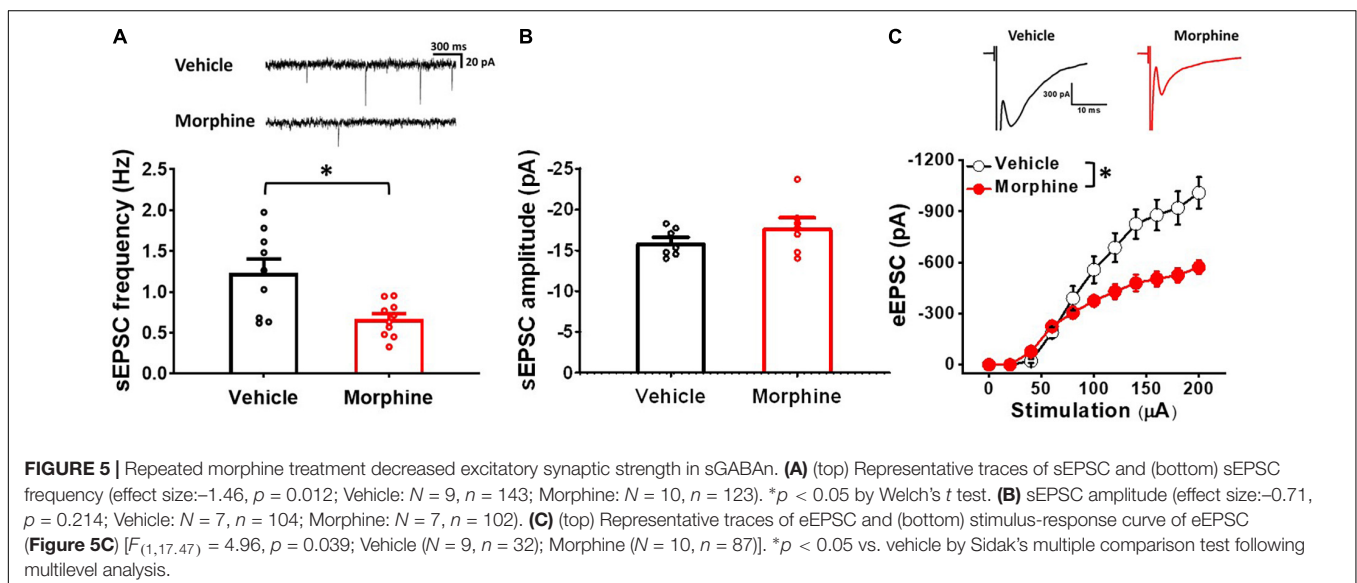 A
Vehicle
300 ms
20 pA
Morphine
sEPSC frequency (Hz)
2.5
2.0
1.5
1.0
0.5
0.0
*
Vehicle
Morphine
B
sEPSC amplitude (pA)
-25
-20
-15
-10
-5
0
Vehicle
Morphine
C
Vehicle
Morphine
300 pA
10 ms
eEPSC (pA)
-1200
-900
-600
-300
0
Vehicle
Morphine
*
0 50 100 150 200
Stimulation (µA)
FIGURE 5 | Repeated morphine treatment decreased excitatory synaptic strength in sGABAn. (A) (top) Representative traces of sEPSC and (bottom) sEPSC
frequency (effect size:–1.46, p = 0.012; Vehicle: N = 9, n = 143; Morphine: N = 10, n = 123). *p < 0.05 by Welch's t test. (B) sEPSC amplitude (effect size:–0.71,
p = 0.214; Vehicle: N = 7, n = 104; Morphine: N = 7, n = 102). (C) (top) Representative traces of eEPSC and (bottom) stimulus-response curve of eEPSC
(Figure 5C) [F(1,17.47) = 4.96, p = 0.039; Vehicle (N = 9, n = 32); Morphine (N = 10, n = 87)]. *p < 0.05 vs. vehicle by Sidak's multiple comparison test following
multilevel analysis.